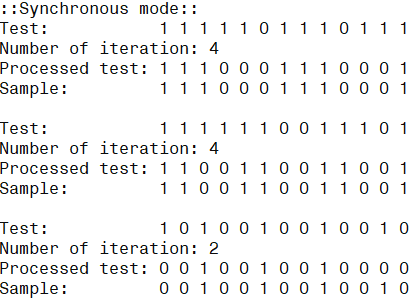 ::Synchronous mode::
Test: 1 1 1 1 1 0 1 1 1 0 1 1 1
Number of iteration: 4
Processed test: 1 1 1 0 0 0 1 1 1 0 0 0 1
Sample: 1 1 1 0 0 0 1 1 1 0 0 0 1
Test: 1 1 1 1 1 1 0 0 1 1 1 0 1
Number of iteration: 4
Processed test: 1 1 0 0 1 1 0 0 1 1 0 0 1
Sample: 1 1 0 0 1 1 0 0 1 1 0 0 1
Test: 1 0 1 0 0 1 0 0 1 0 0 1 0
Number of iteration: 2
Processed test: 0 0 1 0 0 1 0 0 1 0 0 0 0
Sample: 0 0 1 0 0 1 0 0 1 0 0 1 0